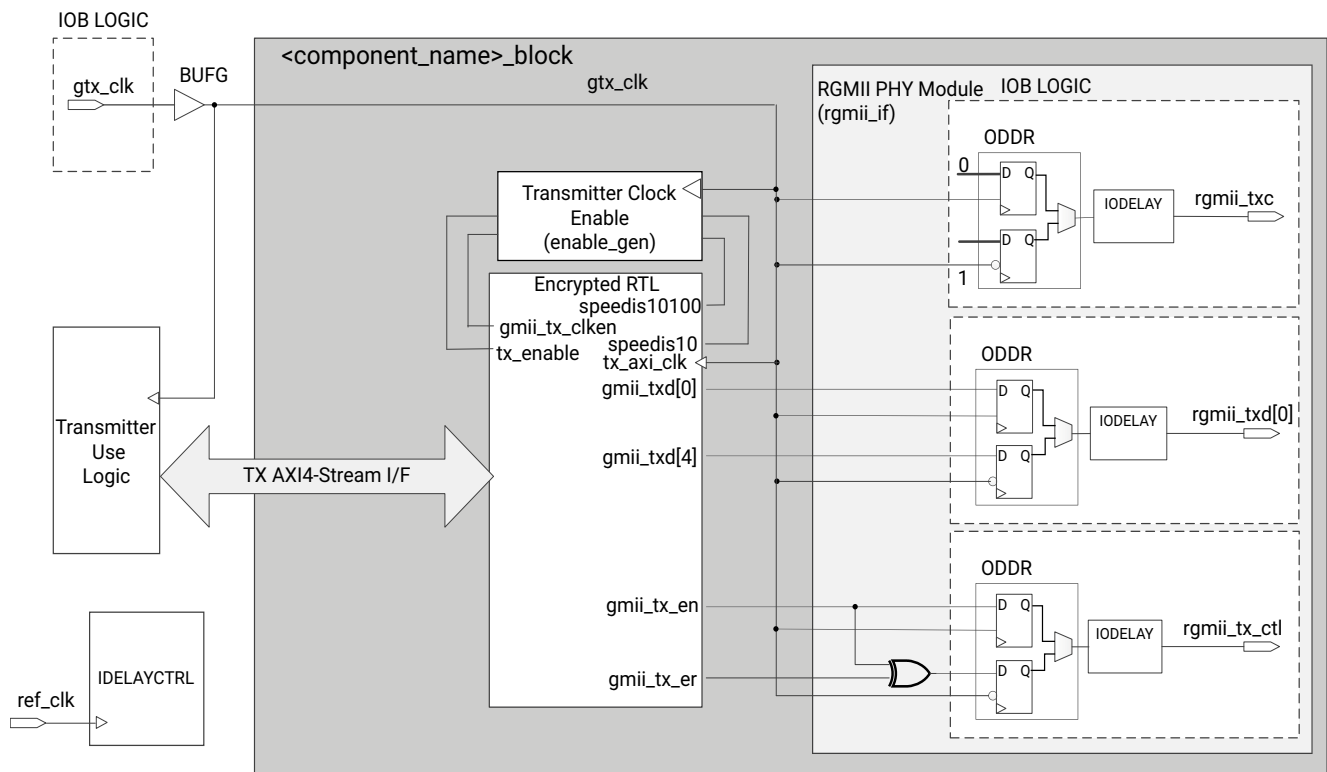 IOB LOGIC
gtx_clk
BUFG
<component_name>_block
gtx_clk
RGMII PHY Module
(rgmii_if)
IOB LOGIC
ODDR
0
D Q
D Q
1
IODELAY
rgmii_txc
Transmitter Clock
Enable
(enable_gen)
Encrypted RTL
speedis10100
gmii_tx_clken
speedis10
tx_enable
tx_axi_clk
gmii_txd[0]
gmii_txd[4]
ODDR
D Q
D Q
IODELAY
rgmii_txd[0]
Transmitter
Use
Logic
TX AXI4-Stream I/F
gmii_tx_en
gmii_tx_er
ODDR
D Q
D Q
IODELAY
rgmii_tx_ctl
IDELAYCTRL
ref_clk